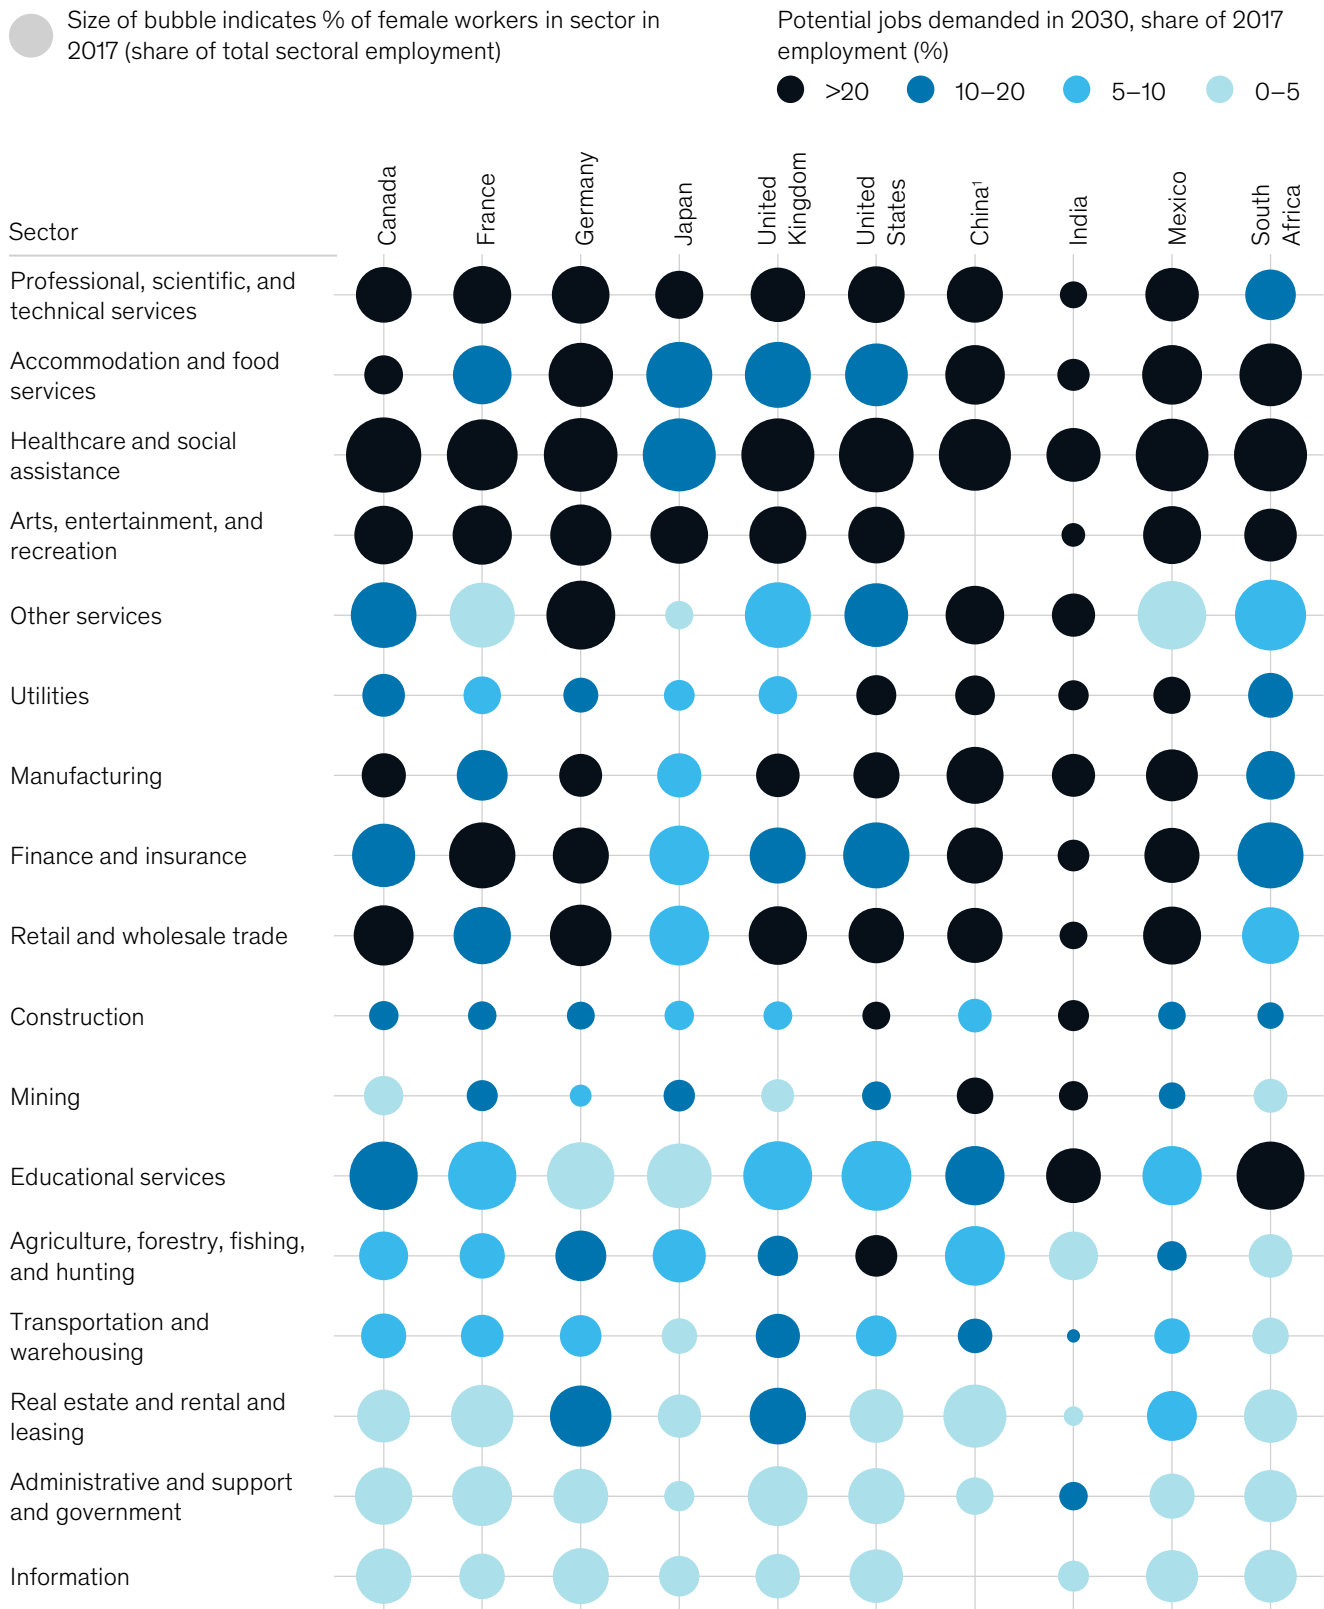 Size of bubble indicates % of female workers in sector in
2017 (share of total sectoral employment)
Potential jobs demanded in 2030, share of 2017
employment (%)
>20
10–20
5–10
0–5
Sector
Canada
France
Germany
Japan
United
Kingdom
United
States
China¹
India
Mexico
South
Africa
Professional, scientific, and
technical services
Accommodation and food
services
Healthcare and social
assistance
Arts, entertainment, and
recreation
Other services
Utilities
Manufacturing
Finance and insurance
Retail and wholesale trade
Construction
Mining
Educational services
Agriculture, forestry, fishing,
and hunting
Transportation and
warehousing
Real estate and rental and
leasing
Administrative and support
and government
Information